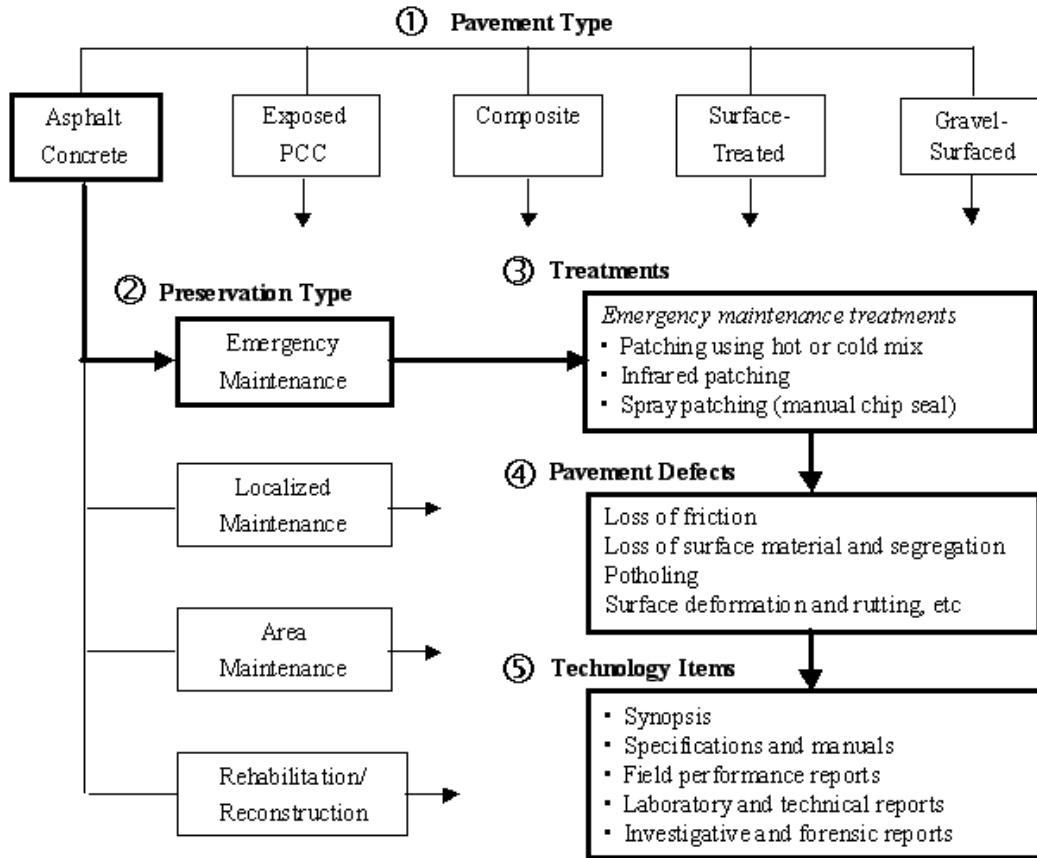 ① Pavement Type
Asphalt
Concrete
Exposed
PCC
Composite
Surface-
Treated
Gravel-
Surfaced
② Preservation Type
Emergency
Maintenance
Localized
Maintenance
Area
Maintenance
Rehabilitation/
Reconstruction
③ Treatments
Emergency maintenance treatments
▪ Patching using hot or cold mix
▪ Infrared patching
▪ Spray patching (manual chip seal)
④ Pavement Defects
Loss of friction
Loss of surface material and segregation
Potholing
Surface deformation and rutting, etc
⑤ Technology Items
▪ Synopsis
▪ Specifications and manuals
▪ Field performance reports
▪ Laboratory and technical reports
▪ Investigative and forensic reports